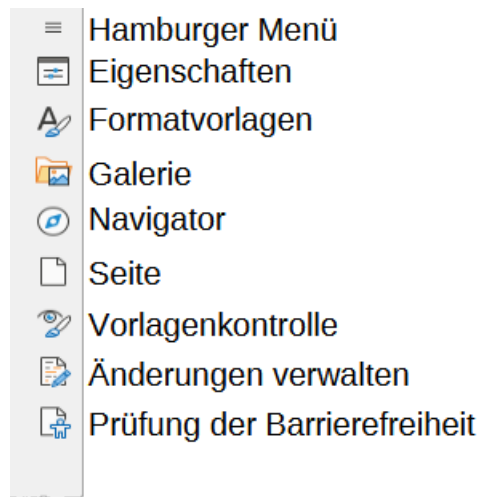 Hamburger Menü
Eigenschaften
Formatvorlagen
Galerie
Navigator
Seite
Vorlagenkontrolle
Änderungen verwalten
Prüfung der Barrierefreiheit